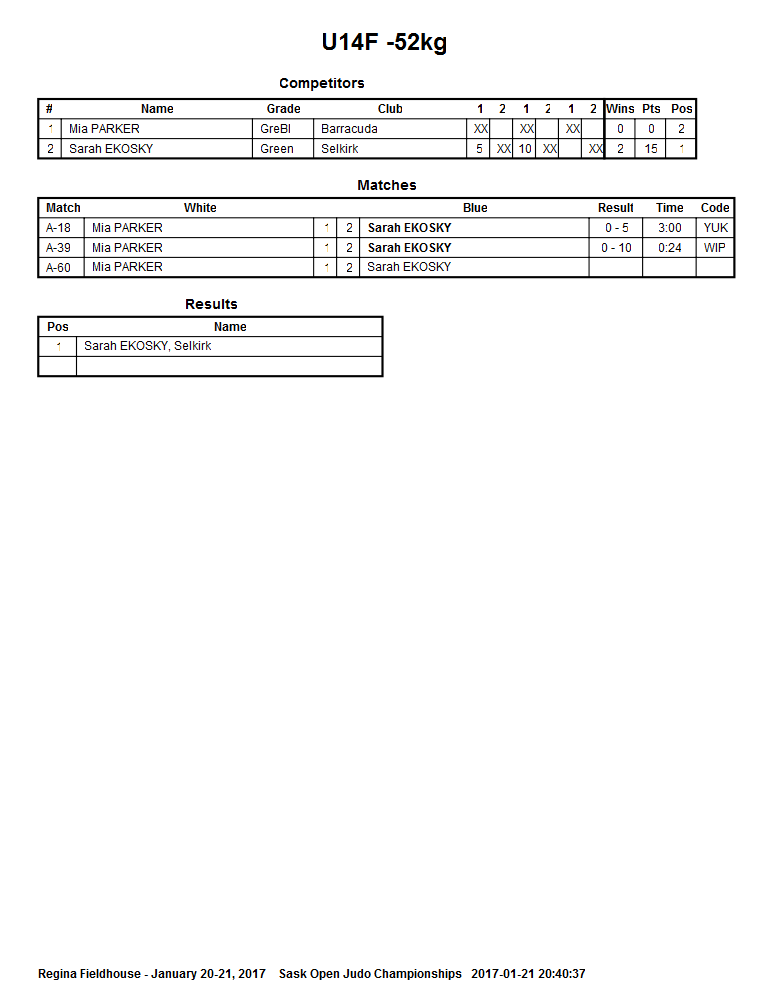 U14F -52kg
Competitors
# Name Grade Club 1 2 1 2 1 2 Wins Pts Pos
1 Mia PARKER GreBl Barracuda XX XX XX 0 0 2
2 Sarah EKOSKY Green Selkirk 5 XX 10 XX XX 2 15 1
Matches
Match White Blue Result Time Code
A-18 Mia PARKER 1 2 Sarah EKOSKY 0 - 5 3:00 YUK
A-39 Mia PARKER 1 2 Sarah EKOSKY 0 - 10 0:24 WIP
A-60 Mia PARKER 1 2 Sarah EKOSKY
Results
Pos Name
1 Sarah EKOSKY, Selkirk
Regina Fieldhouse - January 20-21, 2017 Sask Open Judo Championships 2017-01-21 20:40:37